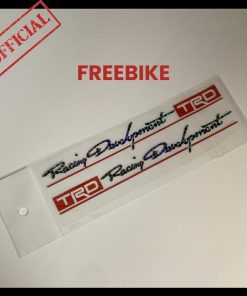 OFFICIAL
FREEBIKE
Racing Development TRD
TRD Racing Development